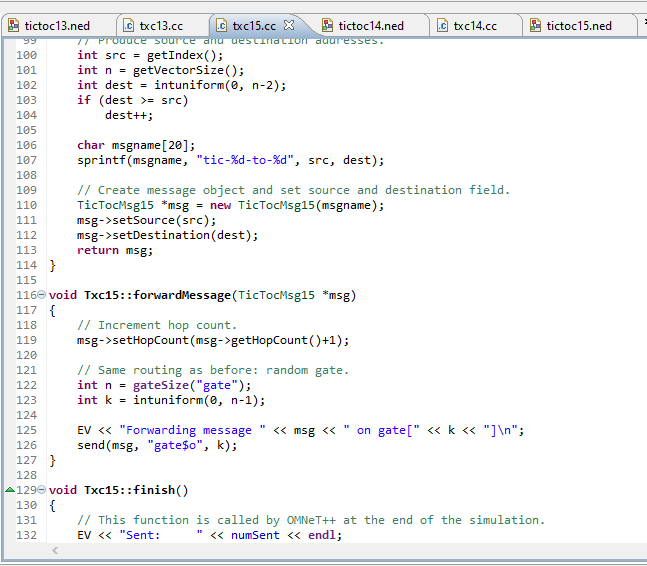 tictoc13.ned txc13.cc txc15.cc tictoc14.ned txc14.cc tictoc15.ned
99 // Produce source and destination addresses.
100 int src = getIndex();
101 int n = getVectorSize();
102 int dest = intuniform(0, n-2);
103 if (dest >= src)
104 dest++;
105
106 char msgname[20];
107 sprintf(msgname, "tic-%d-to-%d", src, dest);
108
109 // Create message object and set source and destination field.
110 TicTocMsg15 *msg = new TicTocMsg15(msgname);
111 msg->setSource(src);
112 msg->setDestination(dest);
113 return msg;
114 }
115
116 void Txc15::forwardMessage(TicTocMsg15 *msg)
117 {
118 // Increment hop count.
119 msg->setHopCount(msg->getHopCount()+1);
120
121 // Same routing as before: random gate.
122 int n = gateSize("gate");
123 int k = intuniform(0, n-1);
124
125 EV << "Forwarding message " << msg << " on gate[" << k << "]\n";
126 send(msg, "gate$o", k);
127 }
128
129 void Txc15::finish()
130 {
131 // This function is called by OMNeT++ at the end of the simulation.
132 EV << "Sent:     " << numSent << endl;